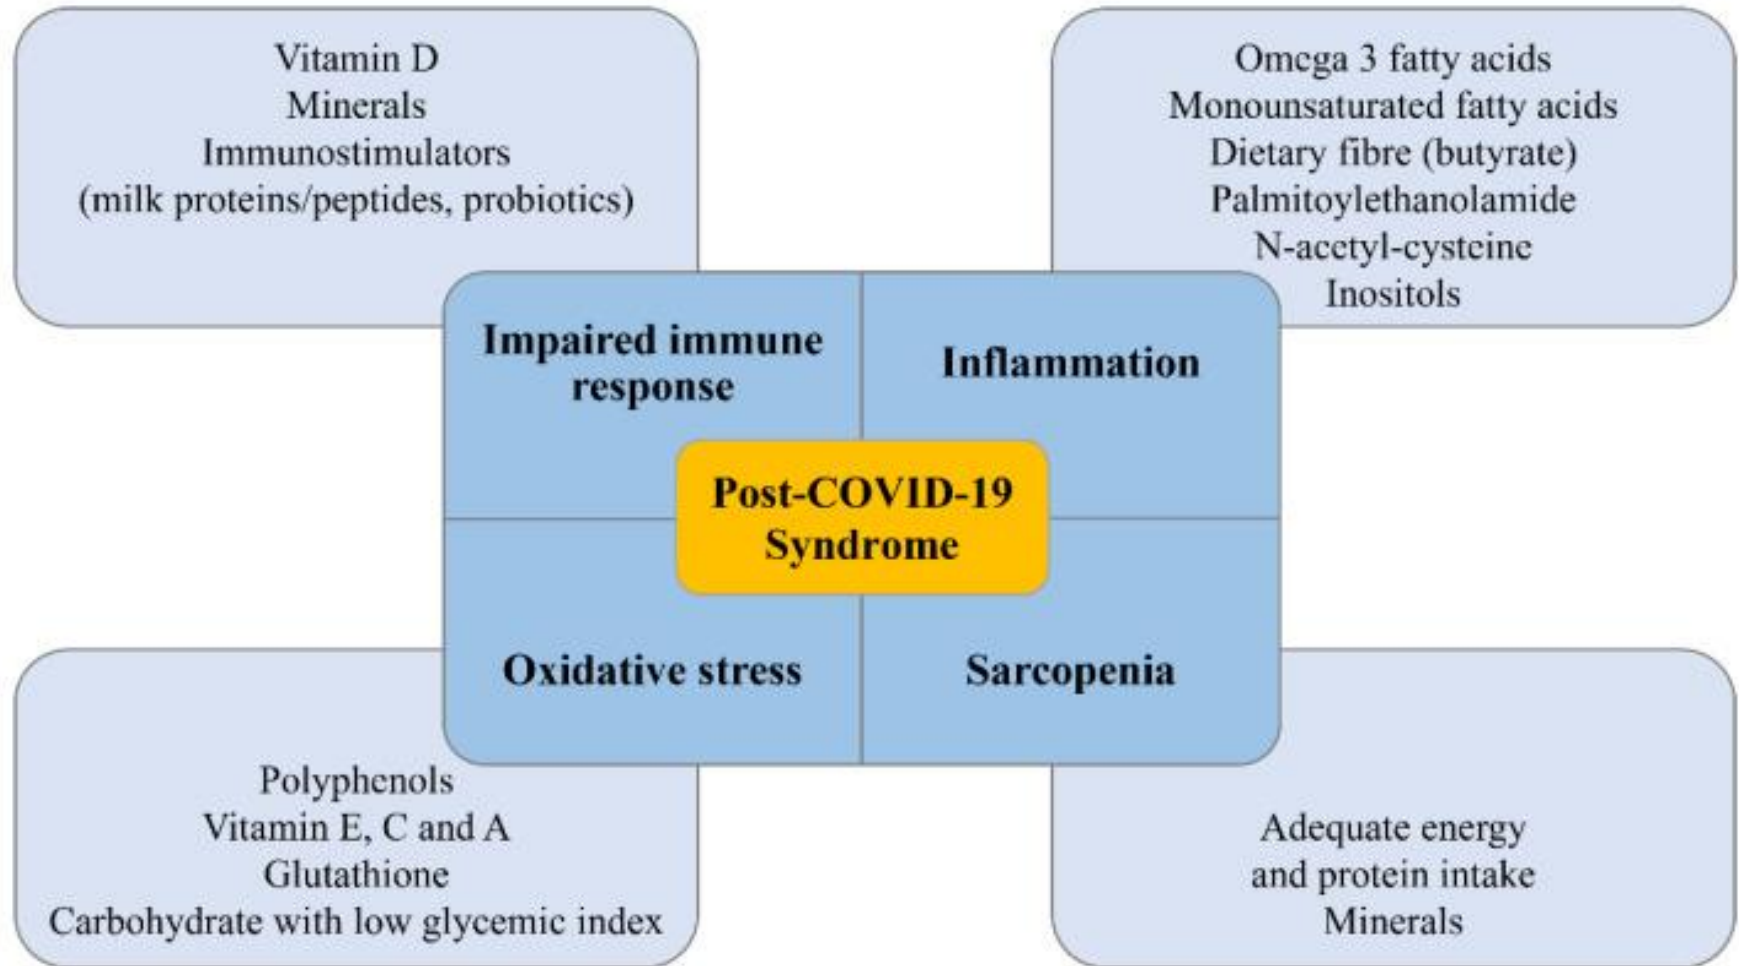 Vitamin D
Minerals
Immunostimulators
(milk proteins/peptides, probiotics)
Omega 3 fatty acids
Monounsaturated fatty acids
Dietary fibre (butyrate)
Palmitoylethanolamide
N-acetyl-cysteine
Inositols
Impaired immune
response
Inflammation
Post-COVID-19
Syndrome
Oxidative stress
Sarcopenia
Polyphenols
Vitamin E, C and A
Glutathione
Carbohydrate with low glycemic index
Adequate energy
and protein intake
Minerals